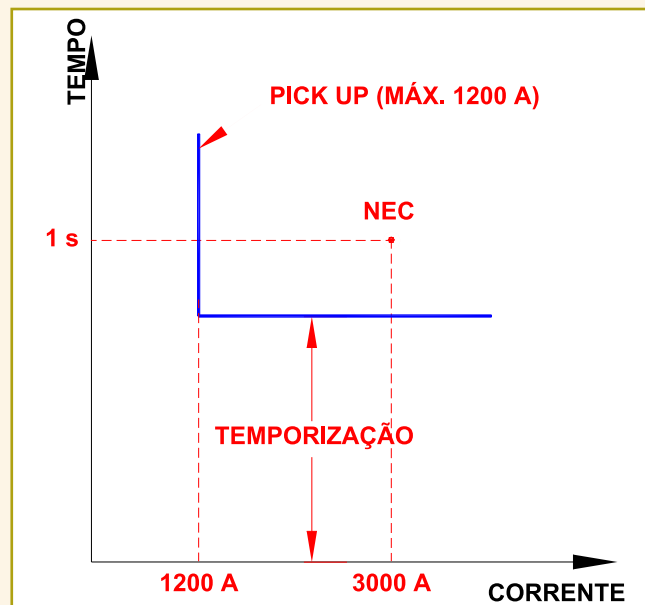 TEMPO
PICK UP (MÁX. 1200 A)
NEC
1 s
TEMPORIZAÇÃO
1200 A
3000 A
CORRENTE